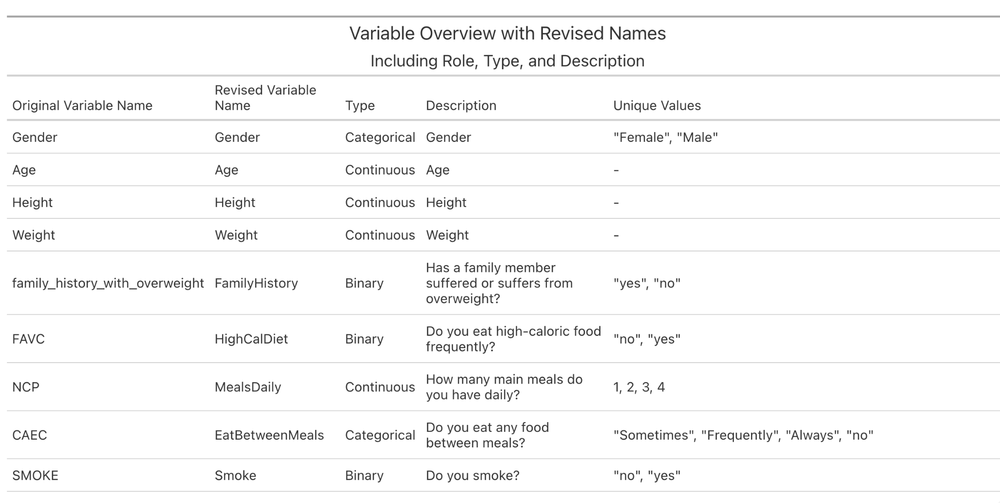 Variable Overview with Revised Names
Including Role, Type, and Description
Original Variable Name Revised Variable Name Type Description Unique Values
Gender Gender Categorical Gender "Female", "Male"
Age Age Continuous Age -
Height Height Continuous Height -
Weight Weight Continuous Weight -
family_history_with_overweight FamilyHistory Binary Has a family member suffered or suffers from overweight? "yes", "no"
FAVC HighCalDiet Binary Do you eat high-caloric food frequently? "no", "yes"
NCP MealsDaily Continuous How many main meals do you have daily? 1, 2, 3, 4
CAEC EatBetweenMeals Categorical Do you eat any food between meals? "Sometimes", "Frequently", "Always", "no"
SMOKE Smoke Binary Do you smoke? "no", "yes"